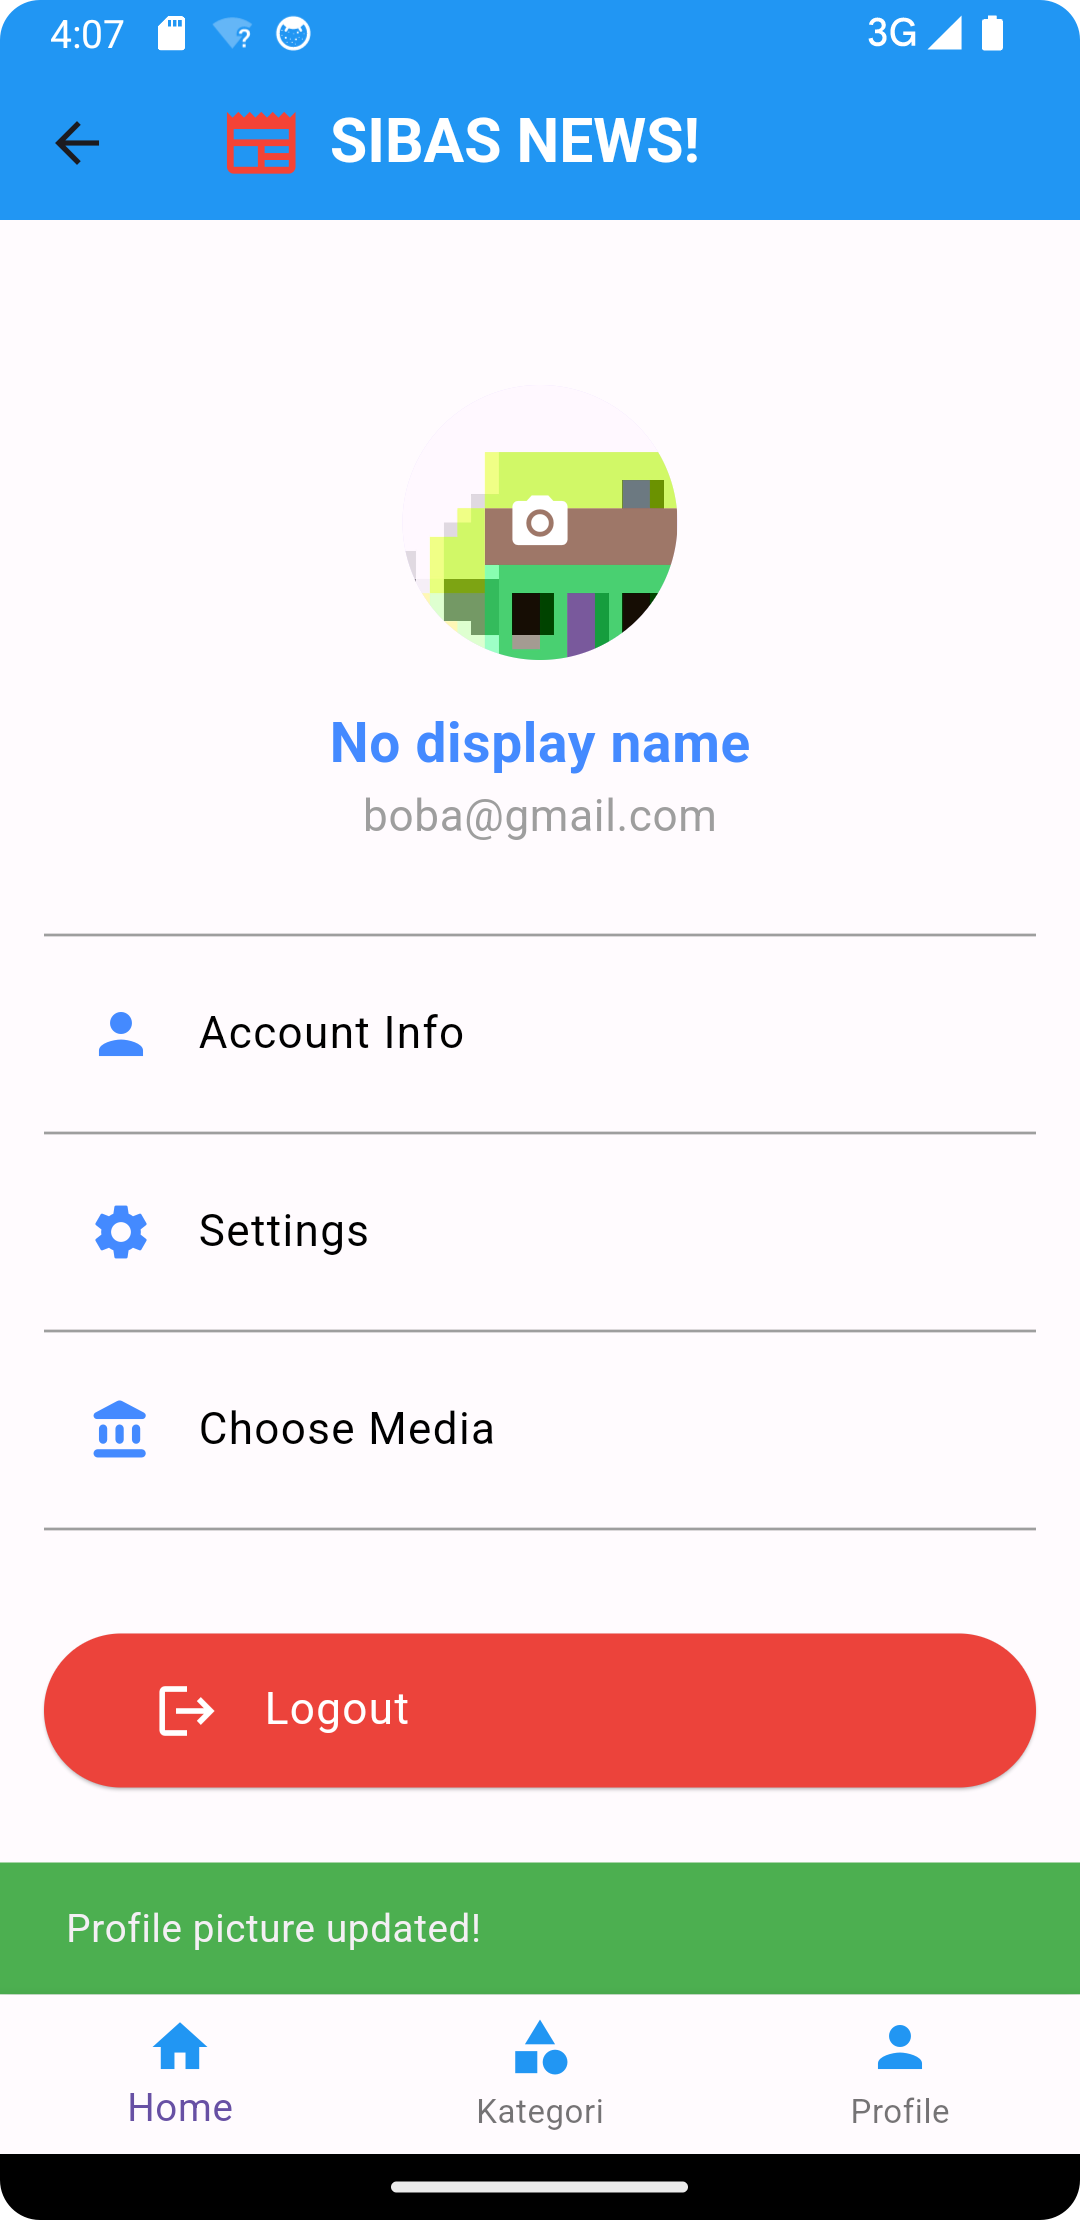 4:07
3G
SIBAS NEWS!
No display name
boba@gmail.com
Account Info
Settings
Choose Media
Logout
Profile picture updated!
Home
Kategori
Profile